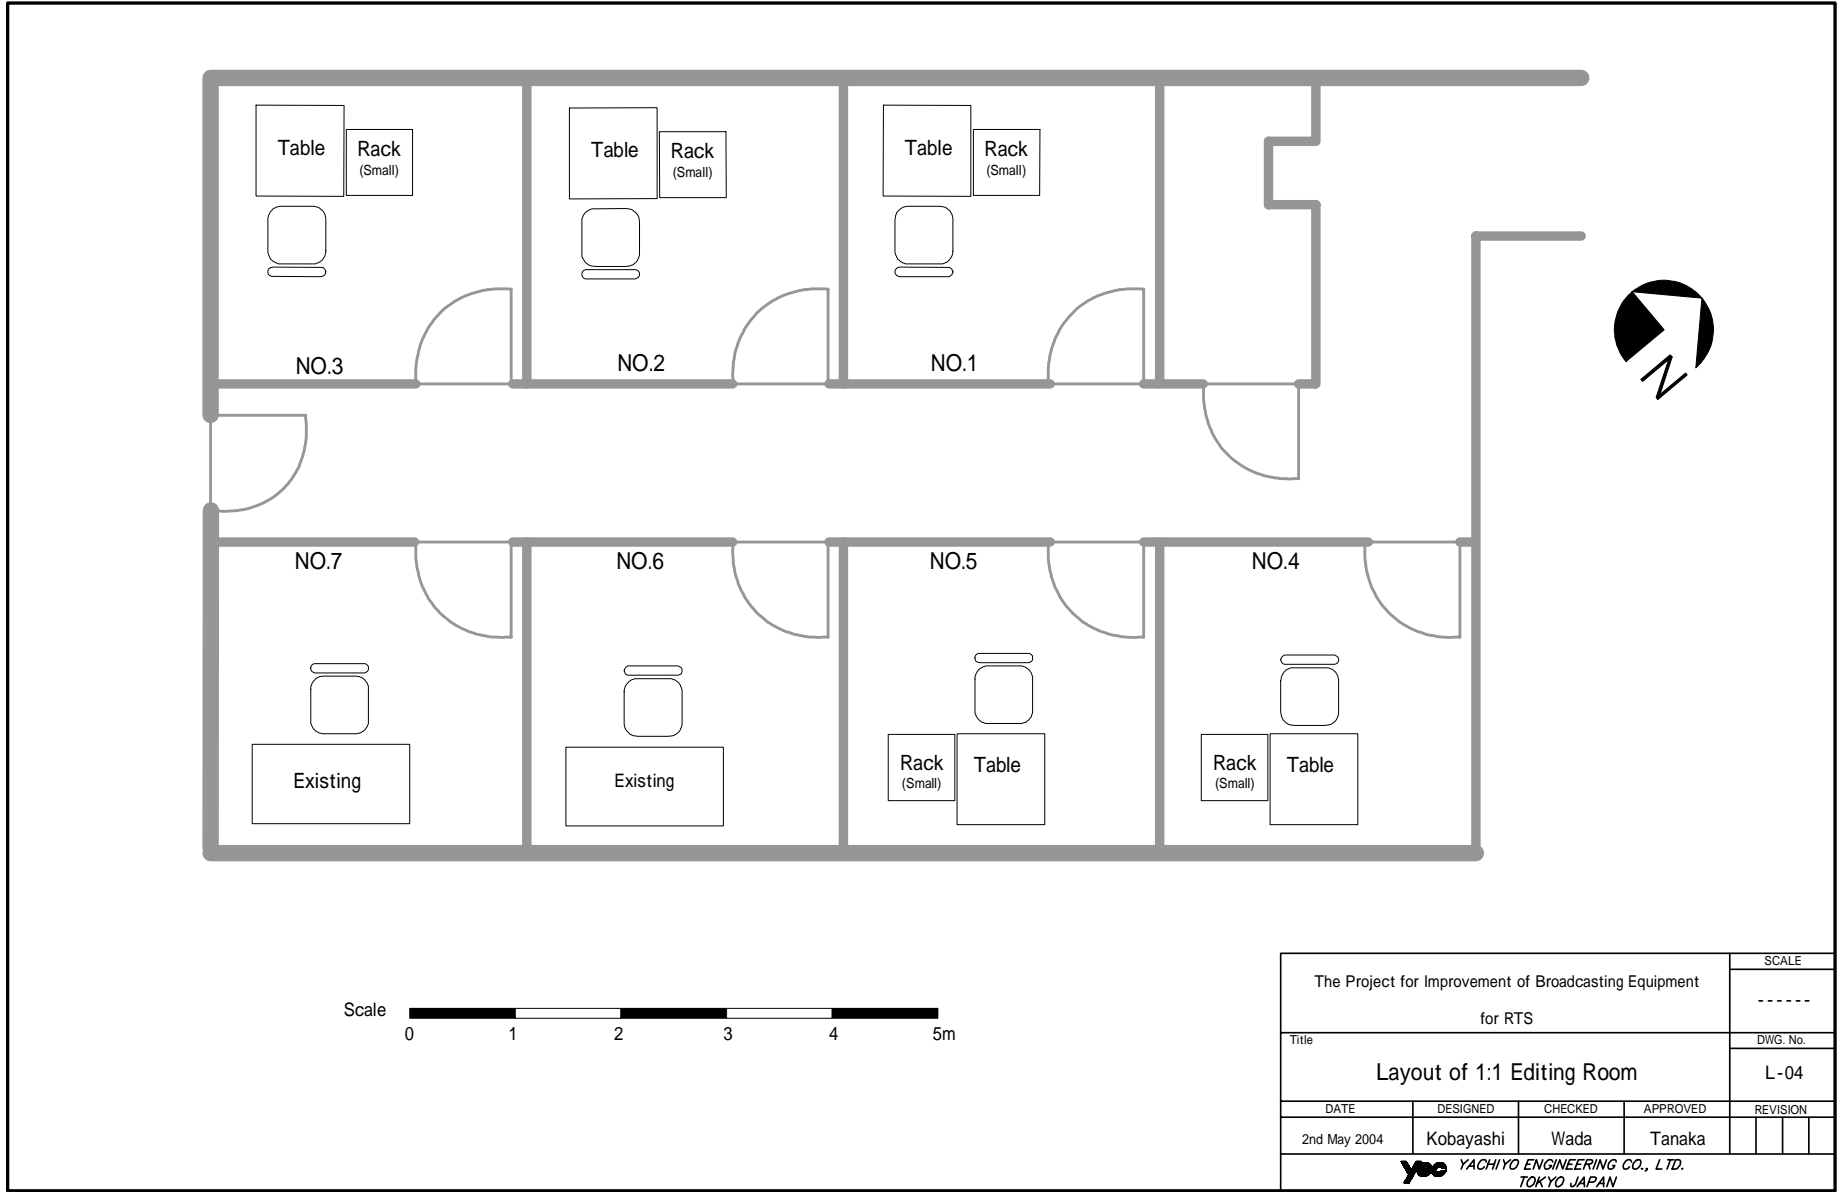 Table
Rack
(Small)
Table
Rack
(Small)
Table
Rack
(Small)
NO.3
NO.2
NO.1
N
NO.7
NO.6
NO.5
NO.4
Existing
Existing
Rack
(Small)
Table
Rack
(Small)
Table
Scale
0 1 2 3 4 5m
The Project for Improvement of Broadcasting Equipment
for RTS
SCALE
------
Title
Layout of 1:1 Editing Room
DWG. No.
L-04
DATE DESIGNED CHECKED APPROVED REVISION
2nd May 2004 Kobayashi Wada Tanaka
yec YACHIYO ENGINEERING CO., LTD.
TOKYO JAPAN